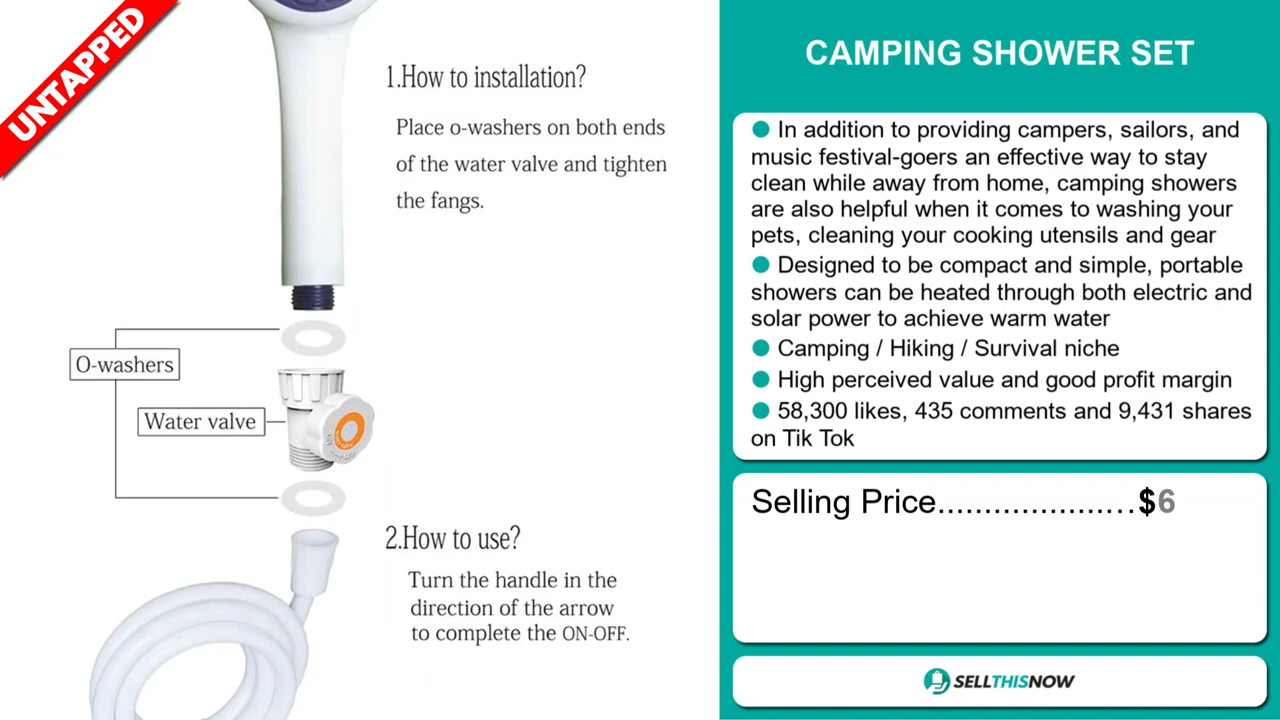 UNTAPPED
1.How to installation?
Place o-washers on both ends
of the water valve and tighten
the fangs.
O-washers
Water valve
2.How to use?
Turn the handle in the
direction of the arrow
to complete the ON-OFF.
CAMPING SHOWER SET
● In addition to providing campers, sailors, and
music festival-goers an effective way to stay
clean while away from home, camping showers
are also helpful when it comes to washing your
pets, cleaning your cooking utensils and gear
● Designed to be compact and simple, portable
showers can be heated through both electric and
solar power to achieve warm water
● Camping / Hiking / Survival niche
● High perceived value and good profit margin
● 58,300 likes, 435 comments and 9,431 shares
on Tik Tok
Selling Price.....................$6
SELLTHISNOW